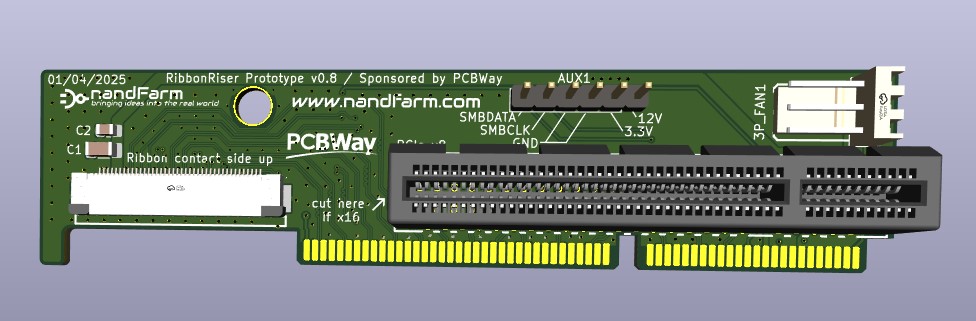 01/04/2025
RibbonRiser Prototype v0.8 / Sponsored by PCBWay
AUX1
nandFarm
bringing ideas into the real world
www.nandFarm.com
3P_FAN1
SMBDATA
12V
SMBCLK
3.3V
GND
C2
PCBWay
C1
Ribbon contact side up
cut here
if x16